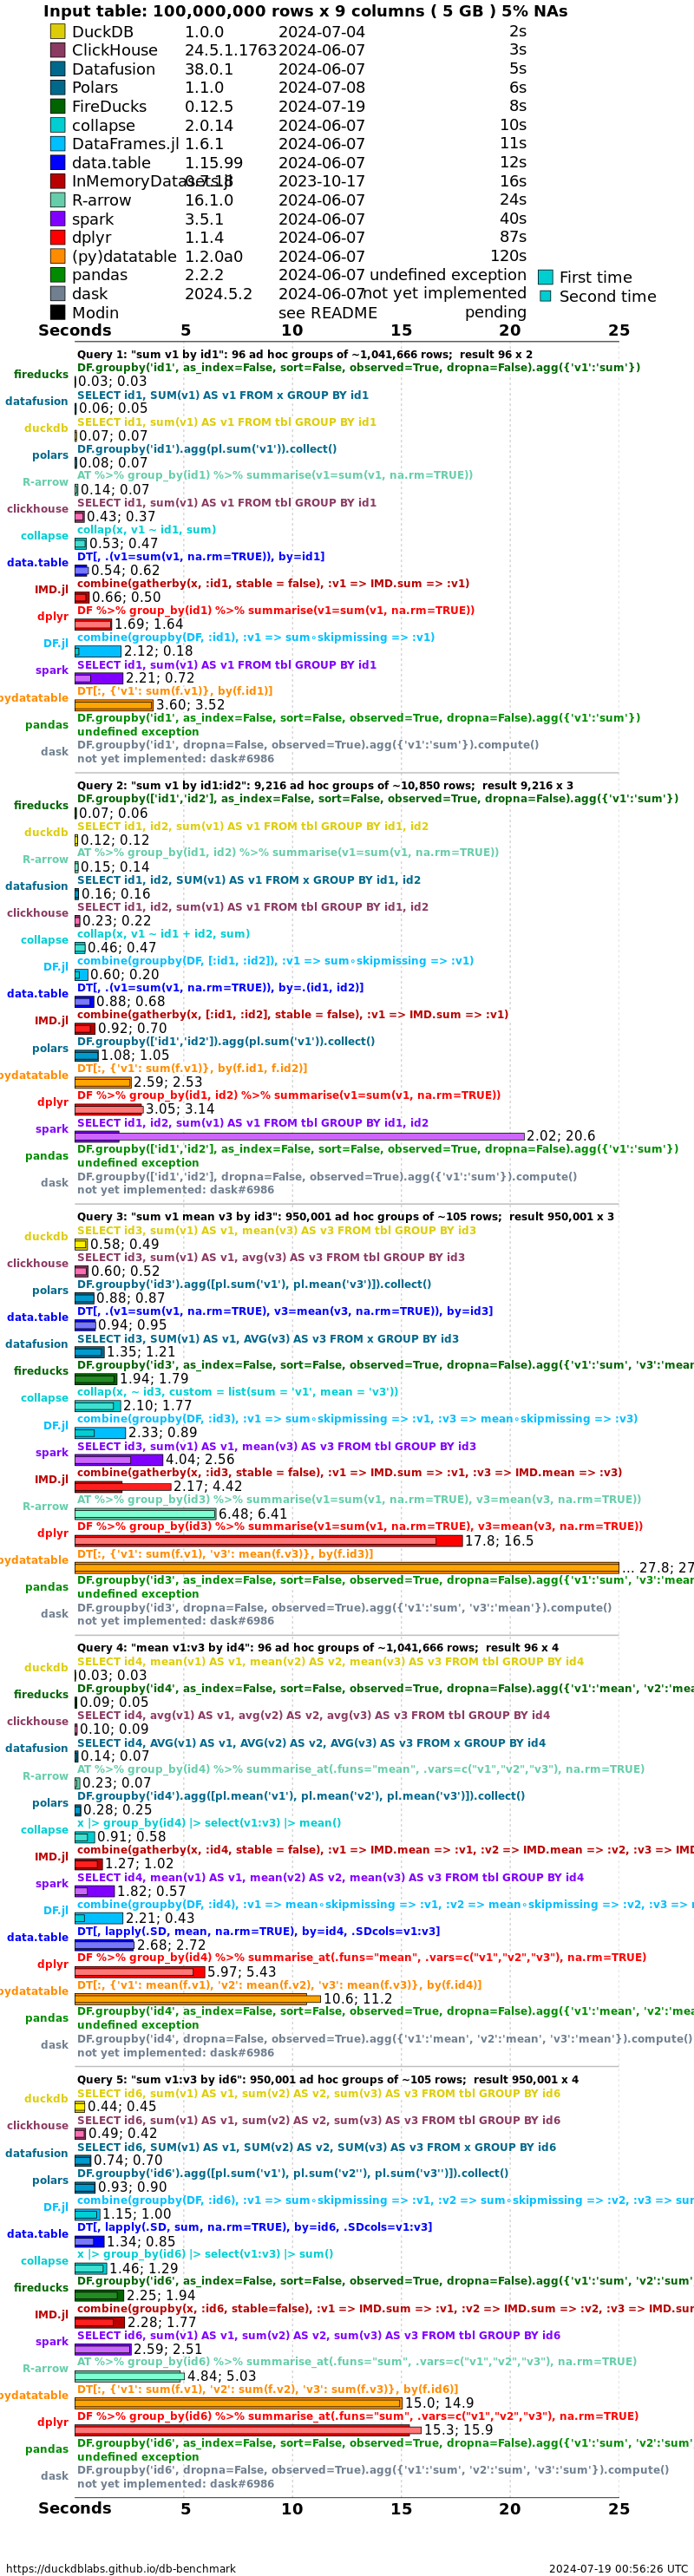 Input table: 100,000,000 rows x 9 columns ( 5 GB ) 5% NAs
DuckDB 1.0.0 2024-07-04 2s
ClickHouse 24.5.1.1763 2024-06-07 3s
Datafusion 38.0.1 2024-06-07 5s
Polars 1.1.0 2024-07-08 6s
FireDucks 0.12.5 2024-07-19 8s
collapse 2.0.14 2024-06-07 10s
DataFrames.jl 1.6.1 2024-06-07 11s
data.table 1.15.99 2024-06-07 12s
InMemoryDatasets.jl 0.7.18 2023-10-17 16s
R-arrow 16.1.0 2024-06-07 24s
spark 3.5.1 2024-06-07 40s
dplyr 1.1.4 2024-06-07 87s
(py)datatable 1.2.0a0 2024-06-07 120s
pandas 2.2.2 2024-06-07 undefined exception
dask 2024.5.2 2024-06-07 not yet implemented
Modin see README pending
First time
Second time
Seconds 5 10 15 20 25
Query 1: "sum v1 by id1": 96 ad hoc groups of ~1,041,666 rows; result 96 x 2
fireducks DF.groupby('id1', as_index=False, sort=False, observed=True, dropna=False).agg({'v1':'sum'})
0.03; 0.03
datafusion SELECT id1, SUM(v1) AS v1 FROM x GROUP BY id1
0.06; 0.05
duckdb SELECT id1, sum(v1) AS v1 FROM tbl GROUP BY id1
0.07; 0.07
polars DF.groupby('id1').agg(pl.sum('v1')).collect()
0.08; 0.07
R-arrow AT %>% group_by(id1) %>% summarise(v1=sum(v1, na.rm=TRUE))
0.14; 0.07
clickhouse SELECT id1, sum(v1) AS v1 FROM tbl GROUP BY id1
0.43; 0.37
collapse collap(x, v1 ~ id1, sum)
0.53; 0.47
data.table DT[, .(v1=sum(v1, na.rm=TRUE)), by=id1]
0.54; 0.62
IMD.jl combine(gatherby(x, :id1, stable = false), :v1 => IMD.sum => :v1)
0.66; 0.50
dplyr DF %>% group_by(id1) %>% summarise(v1=sum(v1, na.rm=TRUE))
1.69; 1.64
DF.jl combine(groupby(DF, :id1), :v1 => sum∘skipmissing => :v1)
2.12; 0.18
spark SELECT id1, sum(v1) AS v1 FROM tbl GROUP BY id1
2.21; 0.72
pydatatable DT[:, {'v1': sum(f.v1)}, by(f.id1)]
3.60; 3.52
pandas DF.groupby('id1', as_index=False, sort=False, observed=True, dropna=False).agg({'v1':'sum'})
undefined exception
dask DF.groupby('id1', dropna=False, observed=True).agg({'v1':'sum'}).compute()
not yet implemented: dask#6986
Query 2: "sum v1 by id1:id2": 9,216 ad hoc groups of ~10,850 rows; result 9,216 x 3
fireducks DF.groupby(['id1','id2'], as_index=False, sort=False, observed=True, dropna=False).agg({'v1':'sum'})
0.07; 0.06
duckdb SELECT id1, id2, sum(v1) AS v1 FROM tbl GROUP BY id1, id2
0.12; 0.12
R-arrow AT %>% group_by(id1, id2) %>% summarise(v1=sum(v1, na.rm=TRUE))
0.15; 0.14
datafusion SELECT id1, id2, SUM(v1) AS v1 FROM x GROUP BY id1, id2
0.16; 0.16
clickhouse SELECT id1, id2, sum(v1) AS v1 FROM tbl GROUP BY id1, id2
0.23; 0.22
collapse collap(x, v1 ~ id1 + id2, sum)
0.46; 0.47
DF.jl combine(groupby(DF, [:id1, :id2]), :v1 => sum∘skipmissing => :v1)
0.60; 0.20
data.table DT[, .(v1=sum(v1, na.rm=TRUE)), by=.(id1, id2)]
0.88; 0.68
IMD.jl combine(gatherby(x, [:id1, :id2], stable = false), :v1 => IMD.sum => :v1)
0.92; 0.70
polars DF.groupby(['id1','id2']).agg(pl.sum('v1')).collect()
1.08; 1.05
pydatatable DT[:, {'v1': sum(f.v1)}, by(f.id1, f.id2)]
2.59; 2.53
dplyr DF %>% group_by(id1, id2) %>% summarise(v1=sum(v1, na.rm=TRUE))
3.05; 3.14
spark SELECT id1, id2, sum(v1) AS v1 FROM tbl GROUP BY id1, id2
2.02; 20.6
pandas DF.groupby(['id1','id2'], as_index=False, sort=False, observed=True, dropna=False).agg({'v1':'sum'})
undefined exception
dask DF.groupby(['id1','id2'], dropna=False, observed=True).agg({'v1':'sum'}).compute()
not yet implemented: dask#6986
Query 3: "sum v1 mean v3 by id3": 950,001 ad hoc groups of ~105 rows; result 950,001 x 3
duckdb SELECT id3, sum(v1) AS v1, mean(v3) AS v3 FROM tbl GROUP BY id3
0.58; 0.49
clickhouse SELECT id3, sum(v1) AS v1, avg(v3) AS v3 FROM tbl GROUP BY id3
0.60; 0.52
polars DF.groupby('id3').agg([pl.sum('v1'), pl.mean('v3')]).collect()
0.88; 0.87
data.table DT[, .(v1=sum(v1, na.rm=TRUE), v3=mean(v3, na.rm=TRUE)), by=id3]
0.94; 0.95
datafusion SELECT id3, SUM(v1) AS v1, AVG(v3) AS v3 FROM x GROUP BY id3
1.35; 1.21
fireducks DF.groupby('id3', as_index=False, sort=False, observed=True, dropna=False).agg({'v1':'sum', 'v3':'mean
1.94; 1.79
collapse collap(x, ~ id3, custom = list(sum = 'v1', mean = 'v3'))
2.10; 1.77
DF.jl combine(groupby(DF, :id3), :v1 => sum∘skipmissing => :v1, :v3 => mean∘skipmissing => :v3)
2.33; 0.89
spark SELECT id3, sum(v1) AS v1, mean(v3) AS v3 FROM tbl GROUP BY id3
4.04; 2.56
IMD.jl combine(gatherby(x, :id3, stable = false), :v1 => IMD.sum => :v1, :v3 => IMD.mean => :v3)
2.17; 4.42
R-arrow AT %>% group_by(id3) %>% summarise(v1=sum(v1, na.rm=TRUE), v3=mean(v3, na.rm=TRUE))
6.48; 6.41
dplyr DF %>% group_by(id3) %>% summarise(v1=sum(v1, na.rm=TRUE), v3=mean(v3, na.rm=TRUE))
17.8; 16.5
pydatatable DT[:, {'v1': sum(f.v1), 'v3': mean(f.v3)}, by(f.id3)]
... 27.8; 27
pandas DF.groupby('id3', as_index=False, sort=False, observed=True, dropna=False).agg({'v1':'sum', 'v3':'mean
undefined exception
dask DF.groupby('id3', dropna=False, observed=True).agg({'v1':'sum', 'v3':'mean'}).compute()
not yet implemented: dask#6986
Query 4: "mean v1:v3 by id4": 96 ad hoc groups of ~1,041,666 rows; result 96 x 4
duckdb SELECT id4, mean(v1) AS v1, mean(v2) AS v2, mean(v3) AS v3 FROM tbl GROUP BY id4
0.03; 0.03
fireducks DF.groupby('id4', as_index=False, sort=False, observed=True, dropna=False).agg({'v1':'mean', 'v2':'mea
0.09; 0.05
clickhouse SELECT id4, avg(v1) AS v1, avg(v2) AS v2, avg(v3) AS v3 FROM tbl GROUP BY id4
0.10; 0.09
datafusion SELECT id4, AVG(v1) AS v1, AVG(v2) AS v2, AVG(v3) AS v3 FROM x GROUP BY id4
0.14; 0.07
R-arrow AT %>% group_by(id4) %>% summarise_at(.funs="mean", .vars=c("v1","v2","v3"), na.rm=TRUE)
0.23; 0.07
polars DF.groupby('id4').agg([pl.mean('v1'), pl.mean('v2'), pl.mean('v3')]).collect()
0.28; 0.25
collapse x |> group_by(id4) |> select(v1:v3) |> mean()
0.91; 0.58
IMD.jl combine(gatherby(x, :id4, stable = false), :v1 => IMD.mean => :v1, :v2 => IMD.mean => :v2, :v3 => IMD
1.27; 1.02
spark SELECT id4, mean(v1) AS v1, mean(v2) AS v2, mean(v3) AS v3 FROM tbl GROUP BY id4
1.82; 0.57
DF.jl combine(groupby(DF, :id4), :v1 => mean∘skipmissing => :v1, :v2 => mean∘skipmissing => :v2, :v3 => r
2.21; 0.43
data.table DT[, lapply(.SD, mean, na.rm=TRUE), by=id4, .SDcols=v1:v3]
2.68; 2.72
dplyr DF %>% group_by(id4) %>% summarise_at(.funs="mean", .vars=c("v1","v2","v3"), na.rm=TRUE)
5.97; 5.43
pydatatable DT[:, {'v1': mean(f.v1), 'v2': mean(f.v2), 'v3': mean(f.v3)}, by(f.id4)]
10.6; 11.2
pandas DF.groupby('id4', as_index=False, sort=False, observed=True, dropna=False).agg({'v1':'mean', 'v2':'mea
undefined exception
dask DF.groupby('id4', dropna=False, observed=True).agg({'v1':'mean', 'v2':'mean', 'v3':'mean'}).compute()
not yet implemented: dask#6986
Query 5: "sum v1:v3 by id6": 950,001 ad hoc groups of ~105 rows; result 950,001 x 4
duckdb SELECT id6, sum(v1) AS v1, sum(v2) AS v2, sum(v3) AS v3 FROM tbl GROUP BY id6
0.44; 0.45
clickhouse SELECT id6, sum(v1) AS v1, sum(v2) AS v2, sum(v3) AS v3 FROM tbl GROUP BY id6
0.49; 0.42
datafusion SELECT id6, SUM(v1) AS v1, SUM(v2) AS v2, SUM(v3) AS v3 FROM x GROUP BY id6
0.74; 0.70
polars DF.groupby('id6').agg([pl.sum('v1'), pl.sum('v2''), pl.sum('v3'')]).collect()
0.93; 0.90
DF.jl combine(groupby(DF, :id6), :v1 => sum∘skipmissing => :v1, :v2 => sum∘skipmissing => :v2, :v3 => sur
1.15; 1.00
data.table DT[, lapply(.SD, sum, na.rm=TRUE), by=id6, .SDcols=v1:v3]
1.34; 0.85
collapse x |> group_by(id6) |> select(v1:v3) |> sum()
1.46; 1.29
fireducks DF.groupby('id6', as_index=False, sort=False, observed=True, dropna=False).agg({'v1':'sum', 'v2':'sum'
2.25; 1.94
IMD.jl combine(groupby(x, :id6, stable=false), :v1 => IMD.sum => :v1, :v2 => IMD.sum => :v2, :v3 => IMD.sur
2.28; 1.77
spark SELECT id6, sum(v1) AS v1, sum(v2) AS v2, sum(v3) AS v3 FROM tbl GROUP BY id6
2.59; 2.51
R-arrow AT %>% group_by(id6) %>% summarise_at(.funs="sum", .vars=c("v1","v2","v3"), na.rm=TRUE)
4.84; 5.03
pydatatable DT[:, {'v1': sum(f.v1), 'v2': sum(f.v2), 'v3': sum(f.v3)}, by(f.id6)]
15.0; 14.9
dplyr DF %>% group_by(id6) %>% summarise_at(.funs="sum", .vars=c("v1","v2","v3"), na.rm=TRUE)
15.3; 15.9
pandas DF.groupby('id6', as_index=False, sort=False, observed=True, dropna=False).agg({'v1':'sum', 'v2':'sum'
undefined exception
dask DF.groupby('id6', dropna=False, observed=True).agg({'v1':'sum', 'v2':'sum', 'v3':'sum'}).compute()
not yet implemented: dask#6986
Seconds 5 10 15 20 25
https://duckdblabs.github.io/db-benchmark 2024-07-19 00:56:26 UTC